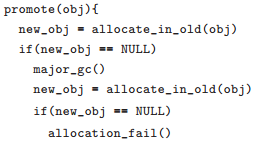 promote(obj){
new_obj = allocate_in_old(obj)
if(new_obj == NULL)
major_gc()
new_obj = allocate_in_old(obj)
if(new_obj == NULL)
allocation_fail()